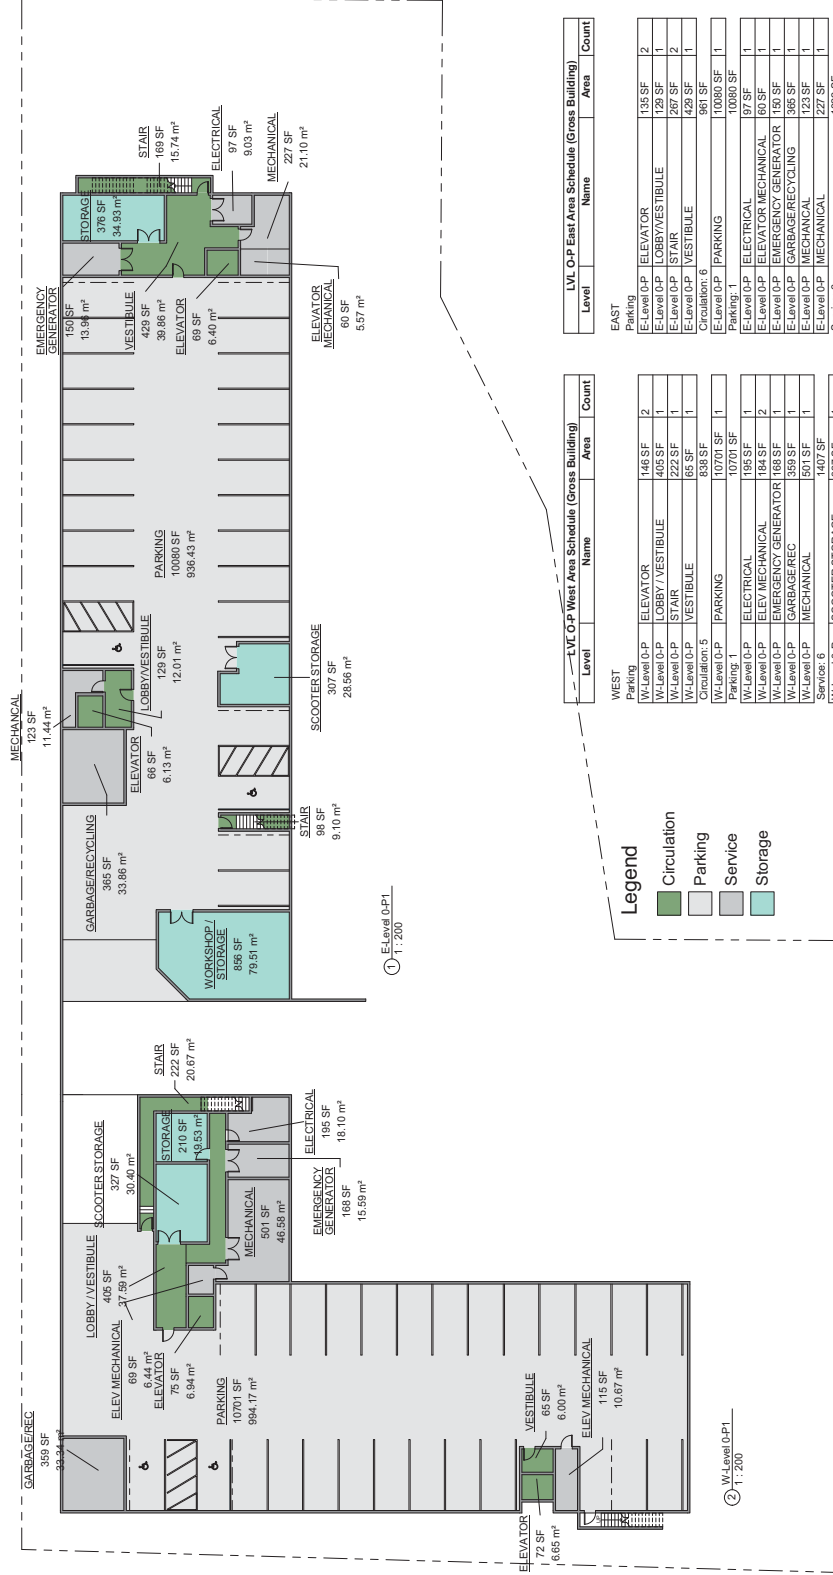 STAIR
169 SF
15.74 m²
ELECTRICAL
97 SF
9.03 m²
MECHANICAL
227 SF
21.10 m²
STORAGE
376 SF
34.93 m²
EMERGENCY
GENERATOR
150 SF
13.96 m²
VESTIBULE
429 SF
39.86 m²
ELEVATOR
69 SF
6.40 m²
ELEVATOR
MECHANICAL
60 SF
5.57 m²
PARKING
10080 SF
936.43 m²
MECHANCAL
123 SF
11.44 m²
LOBBY/VESTIBULE
129 SF
12.01 m²
ELEVATOR
66 SF
6.13 m²
SCOOTER STORAGE
307 SF
28.56 m²
STAIR
98 SF
9.10 m²
GARBAGE/RECYCLING
365 SF
33.86 m²
WORKSHOP /
STORAGE
856 SF
79.51 m²
1
E-Level 0-P1
1 : 200
STAIR
222 SF
20.67 m²
STORAGE
210 SF
19.53 m²
SCOOTER STORAGE
327 SF
30.40 m²
ELECTRICAL
195 SF
18.10 m²
EMERGENCY
GENERATOR
168 SF
15.59 m²
MECHANICAL
501 SF
46.58 m²
LOBBY / VESTIBULE
405 SF
37.59 m²
ELEV MECHANICAL
69 SF
6.44 m²
ELEVATOR
75 SF
6.94 m²
PARKING
10701 SF
994.17 m²
GARBAGE/REC
359 SF
33.34 m²
VESTIBULE
65 SF
6.00 m²
ELEV MECHANICAL
115 SF
10.67 m²
ELEVATOR
72 SF
6.65 m²
UP
2
W-Level 0-P1
1 : 200
LVL O-P East Area Schedule (Gross Building)
Level Name Area Count
EAST
Parking
E-Level 0-P ELEVATOR 135 SF 2
E-Level 0-P LOBBY/VESTIBULE 129 SF 1
E-Level 0-P STAIR 267 SF 2
E-Level 0-P VESTIBULE 429 SF 1
Circulation: 6 961 SF
E-Level 0-P PARKING 10080 SF 1
Parking: 1 10080 SF
E-Level 0-P ELECTRICAL 97 SF 1
E-Level 0-P ELEVATOR MECHANICAL 60 SF 1
E-Level 0-P EMERGENCY GENERATOR 150 SF 1
E-Level 0-P GARBAGE/RECYCLING 365 SF 1
E-Level 0-P MECHANCAL 123 SF 1
E-Level 0-P MECHANICAL 227 SF 1
LVL O-P West Area Schedule (Gross Building)
Level Name Area Count
WEST
Parking
W-Level 0-P ELEVATOR 146 SF 2
W-Level 0-P LOBBY / VESTIBULE 405 SF 1
W-Level 0-P STAIR 222 SF 1
W-Level 0-P VESTIBULE 65 SF 1
Circulation: 5 838 SF
W-Level 0-P PARKING 10701 SF 1
Parking: 1 10701 SF
W-Level 0-P ELECTRICAL 195 SF 1
W-Level 0-P ELEV MECHANICAL 184 SF 2
W-Level 0-P EMERGENCY GENERATOR 168 SF 1
W-Level 0-P GARBAGE/REC 359 SF 1
W-Level 0-P MECHANICAL 501 SF 1
Service: 6 1407 SF
Legend
Circulation
Parking
Service
Storage